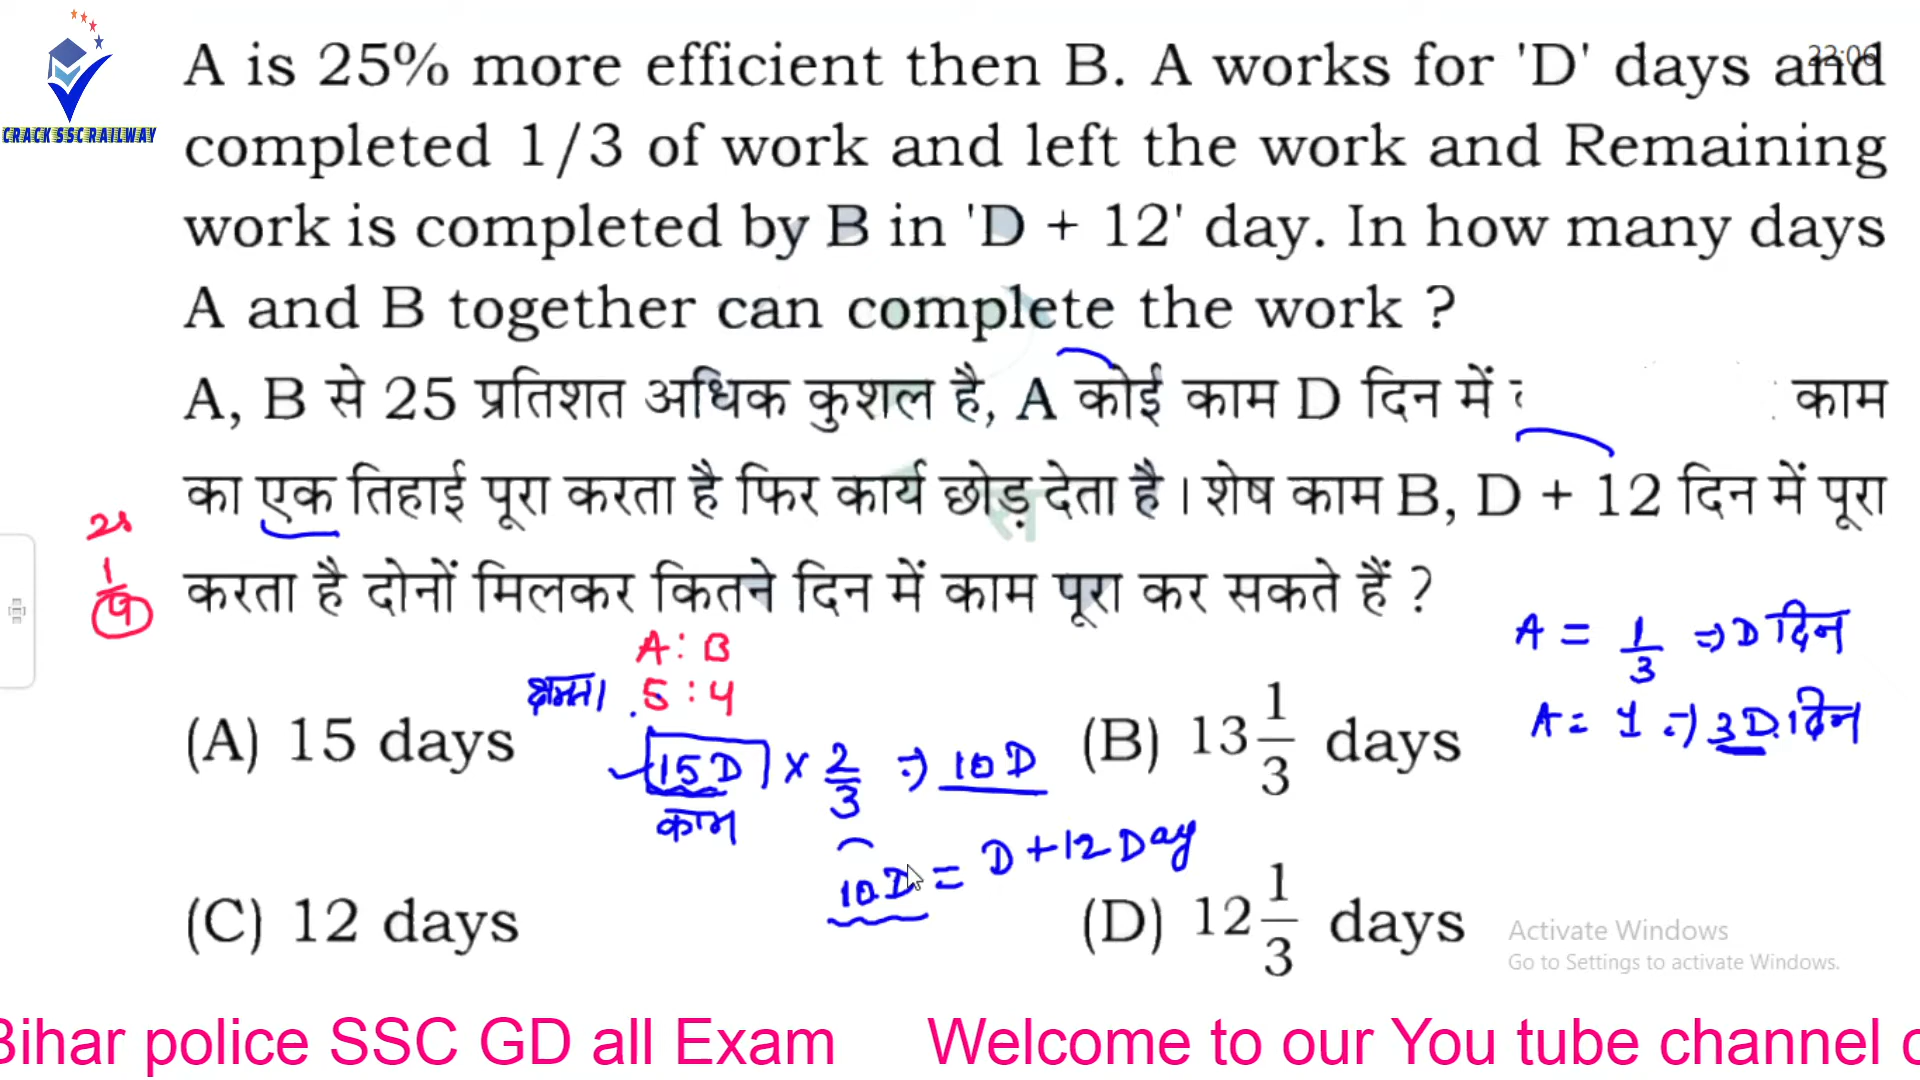 A is 25% more efficient then B. A works for 'D' days and
22:06
CRACK SSC RAILWAY
completed 1/3 of work and left the work and Remaining
work is completed by B in 'D + 12' day. In how many days
A and B together can complete the work ?
A, B से 25 प्रतिशत अधिक कुशल है, A कोई काम D दिन में काम
का एक तिहाई पूरा करता है फिर कार्य छोड़ देता है । शेष काम B, D + 12 दिन में पूरा
करता है दोनों मिलकर कितने दिन में काम पूरा कर सकते हैं ?
1/4
A : B
A = 1/3 => D दिन
क्षमता 5 : 4
(A) 15 days
(B) 13 1/3 days
A = 1 => 3D दिन
15D × 2/3 => 10D
काम
10D = D + 12 Day
(C) 12 days
(D) 12 1/3 days
Activate Windows
Go to Settings to activate Windows.
Bihar police SSC GD all Exam Welcome to our You tube channel